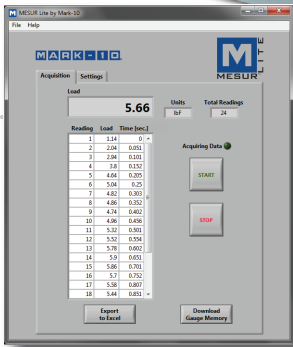 MESUR Lite by Mark-10
File Help
MARK-10
M
MESUR
LITE
Acquisition Settings
Load
5.66
Units
lbF
Total Readings
24
Reading Load Time [sec.]
1 1.14 0
2 2.04 0.051
3 2.94 0.101
4 3.8 0.152
5 4.64 0.205
6 5.04 0.25
7 4.82 0.303
8 4.86 0.352
9 4.74 0.402
10 4.96 0.456
11 5.32 0.501
12 5.52 0.554
13 5.78 0.602
14 5.9 0.651
15 5.86 0.701
16 5.7 0.752
17 5.58 0.807
18 5.44 0.851
Acquiring Data
START
STOP
Export
to Excel
Download
Gauge Memory